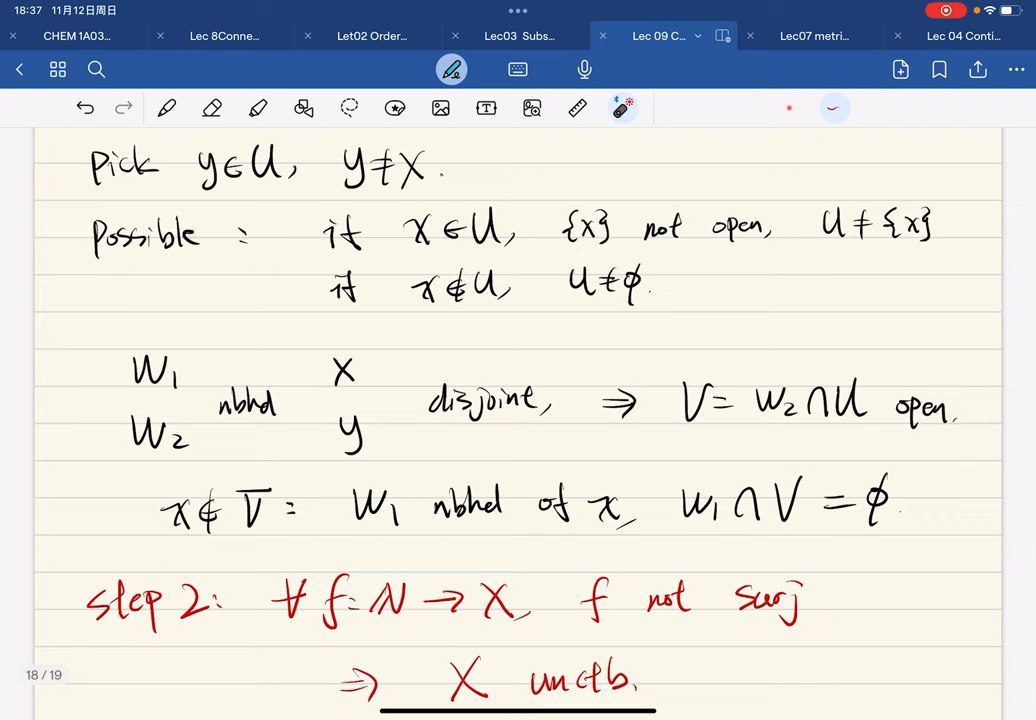 18:37 11月12日周日
CHEM 1A03... Lec 8Conne... Let02 Order... Lec03 Subs... Lec 09 C... Lec07 metri... Lec 04 Conti...
Pick y∈U, y≠x.
Possible : if x∈U, {x} not open, U≠{x}
if x∉U, U≠∅.
W₁ x
nbhd disjoint, ⇒ V= W₂∩U open,
W₂ y
x∉V̅ : W₁ nbhd of x, W₁∩V=∅.
step 2: ∀ f: ℕ→X, f not surj
⇒ X unctb.
18 / 19